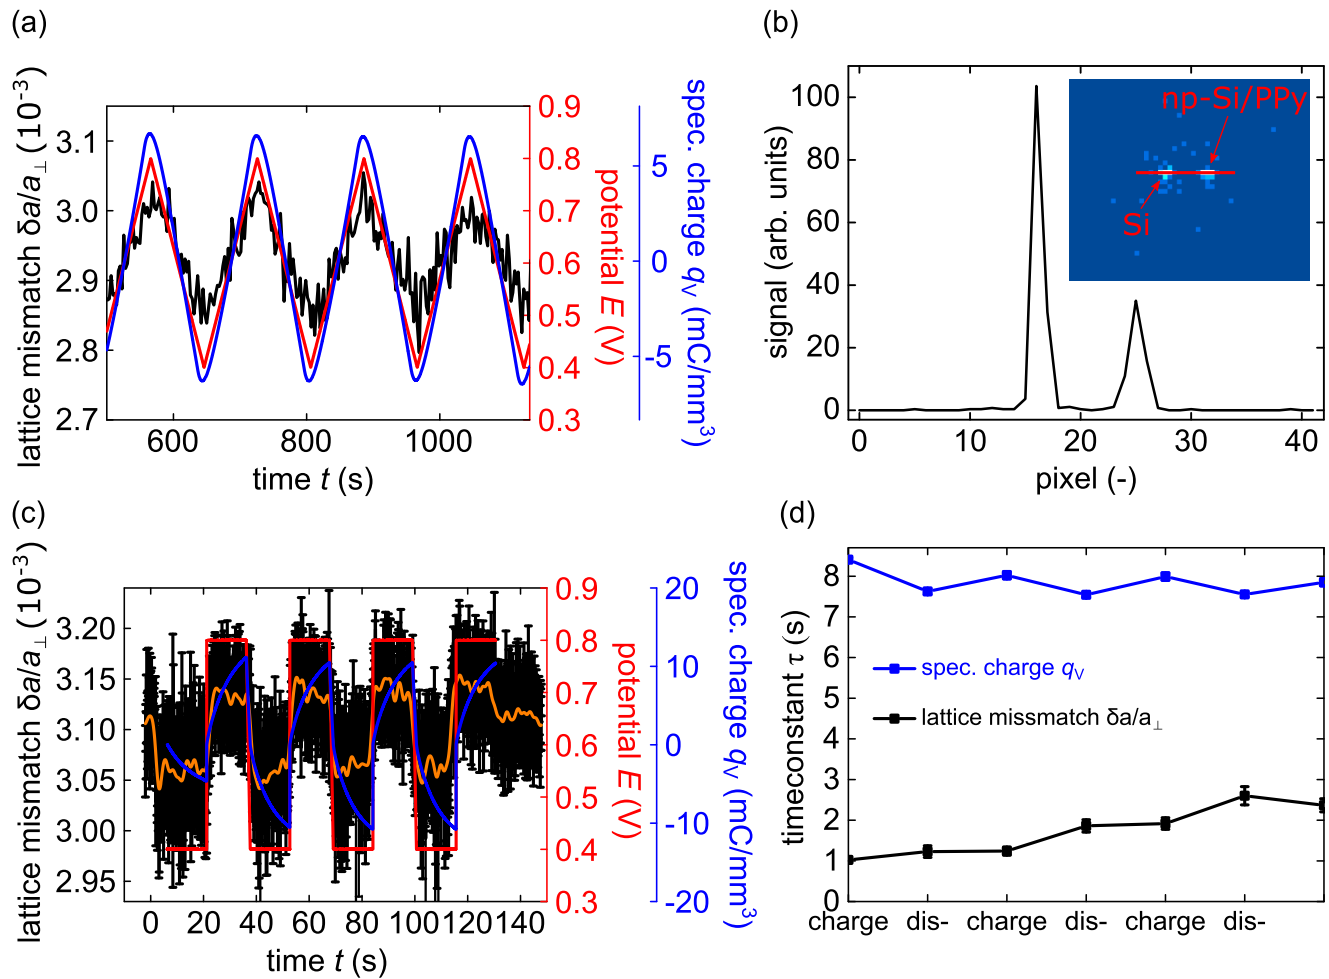 (a)
lattice mismatch δa/a⊥ (10⁻³)
3.1
3.0
2.9
2.8
2.7
600
800
1000
time t (s)
0.9
0.8
0.7
0.6
0.5
0.4
0.3
potential E (V)
5
0
-5
spec. charge qV (mC/mm³)
(b)
signal (arb. units)
100
80
60
40
20
0
0
10
20
30
40
pixel (-)
np-Si/PPy
Si
(c)
lattice mismatch δa/a⊥ (10⁻³)
3.20
3.15
3.10
3.05
3.00
2.95
0 20 40 60 80 100 120 140
time t (s)
0.9
0.8
0.7
0.6
0.5
0.4
0.3
potential E (V)
20
10
0
-10
-20
spec. charge qV (mC/mm³)
(d)
timeconstant τ (s)
8
7
6
5
4
3
2
1
0
spec. charge qV
lattice missmatch δa/a⊥
charge dis- charge dis- charge dis-